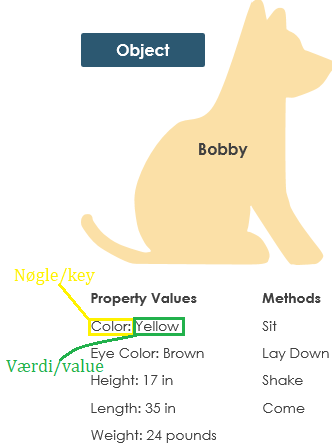 Object
Bobby
Nøgle/key
Property Values
Methods
Color: Yellow
Sit
Værdi/value
Eye Color: Brown
Lay Down
Height: 17 in
Shake
Length: 35 in
Come
Weight: 24 pounds